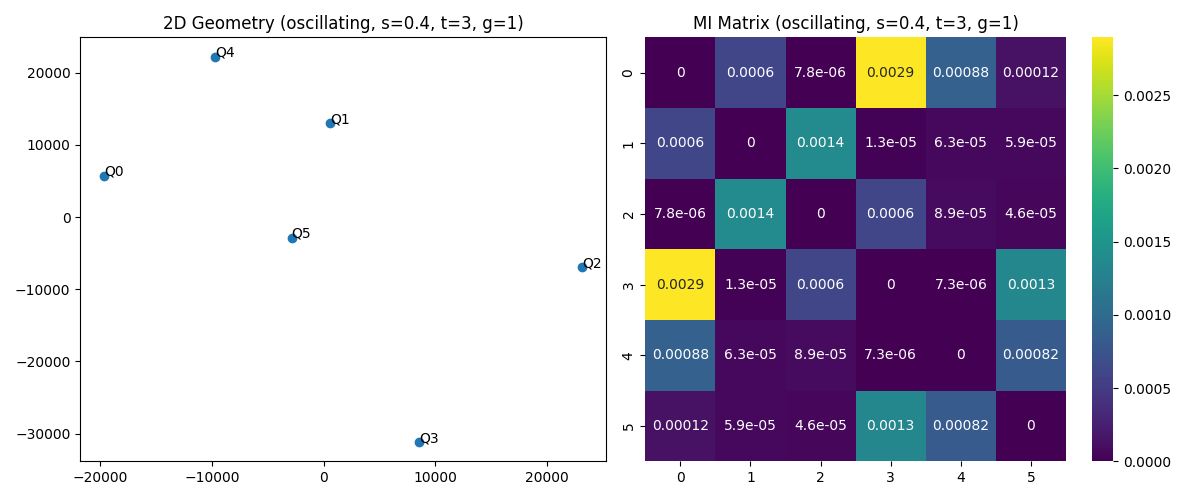 2D Geometry (oscillating, s=0.4, t=3, g=1)
20000
10000
0
−10000
−20000
−30000
−20000
−10000
0
10000
20000
Q4
Q1
Q0
Q5
Q2
Q3
MI Matrix (oscillating, s=0.4, t=3, g=1)
0 0 0.0006 7.8e-06 0.0029 0.00088 0.00012
1 0.0006 0 0.0014 1.3e-05 6.3e-05 5.9e-05
2 7.8e-06 0.0014 0 0.0006 8.9e-05 4.6e-05
3 0.0029 1.3e-05 0.0006 0 7.3e-06 0.0013
4 0.00088 6.3e-05 8.9e-05 7.3e-06 0 0.00082
5 0.00012 5.9e-05 4.6e-05 0.0013 0.00082 0
0 1 2 3 4 5
0.0025
0.0020
0.0015
0.0010
0.0005
0.0000